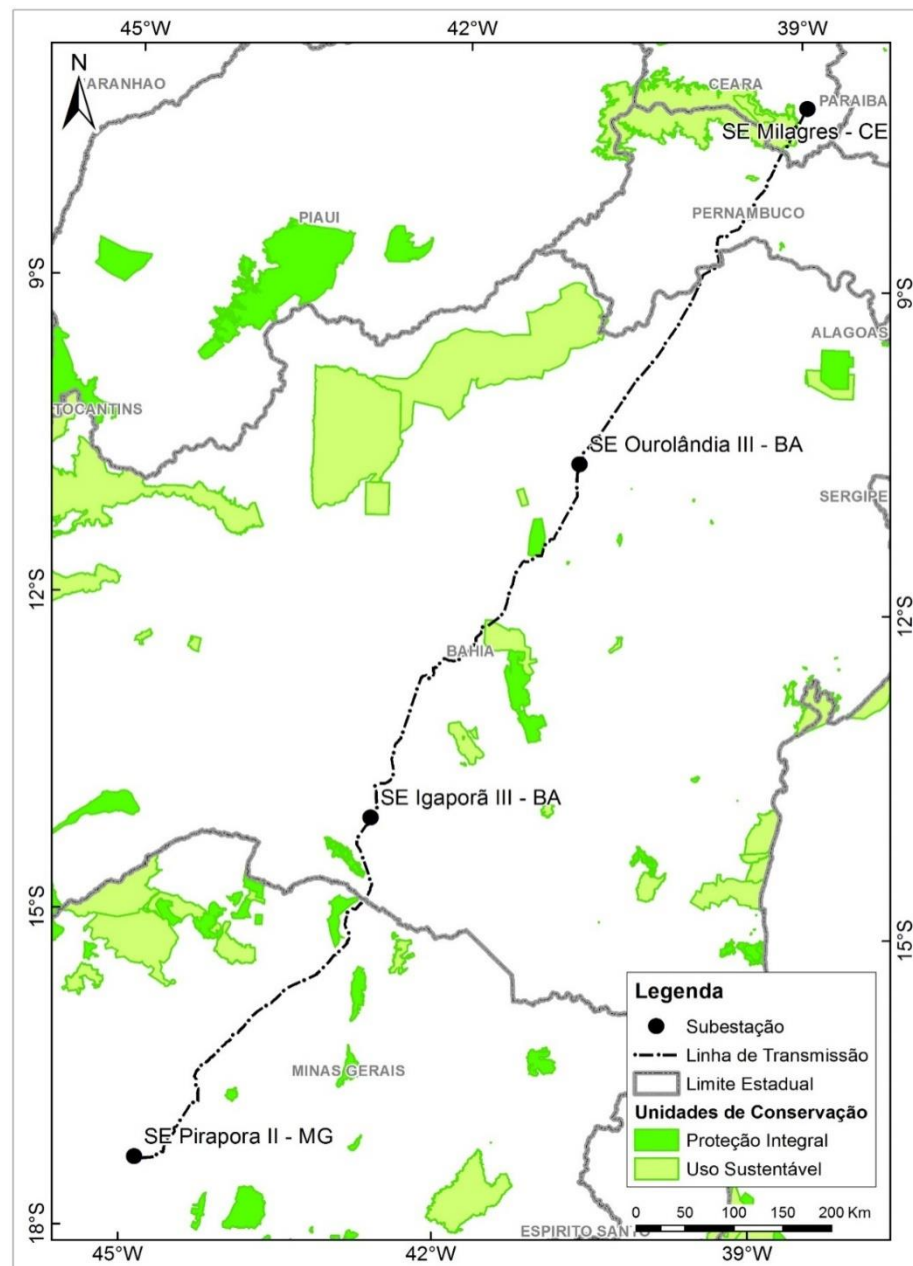 45°W 42°W 39°W
N
ARANHAO
CEARA
PARAIBA
SE Milagres - CE
PIAUI
PERNAMBUCO
9°S
9°S
ALAGOAS
TOCANTINS
SE Ourolândia III - BA
SERGIPE
12°S
12°S
BAHIA
SE Igaporã III - BA
15°S
15°S
Legenda
Subestação
Linha de Transmissão
Limite Estadual
Unidades de Conservação
Proteção Integral
Uso Sustentável
0 50 100 150 200 Km
MINAS GERAIS
SE Pirapora II - MG
18°S
ESPIRITO SANTO
45°W 42°W 39°W